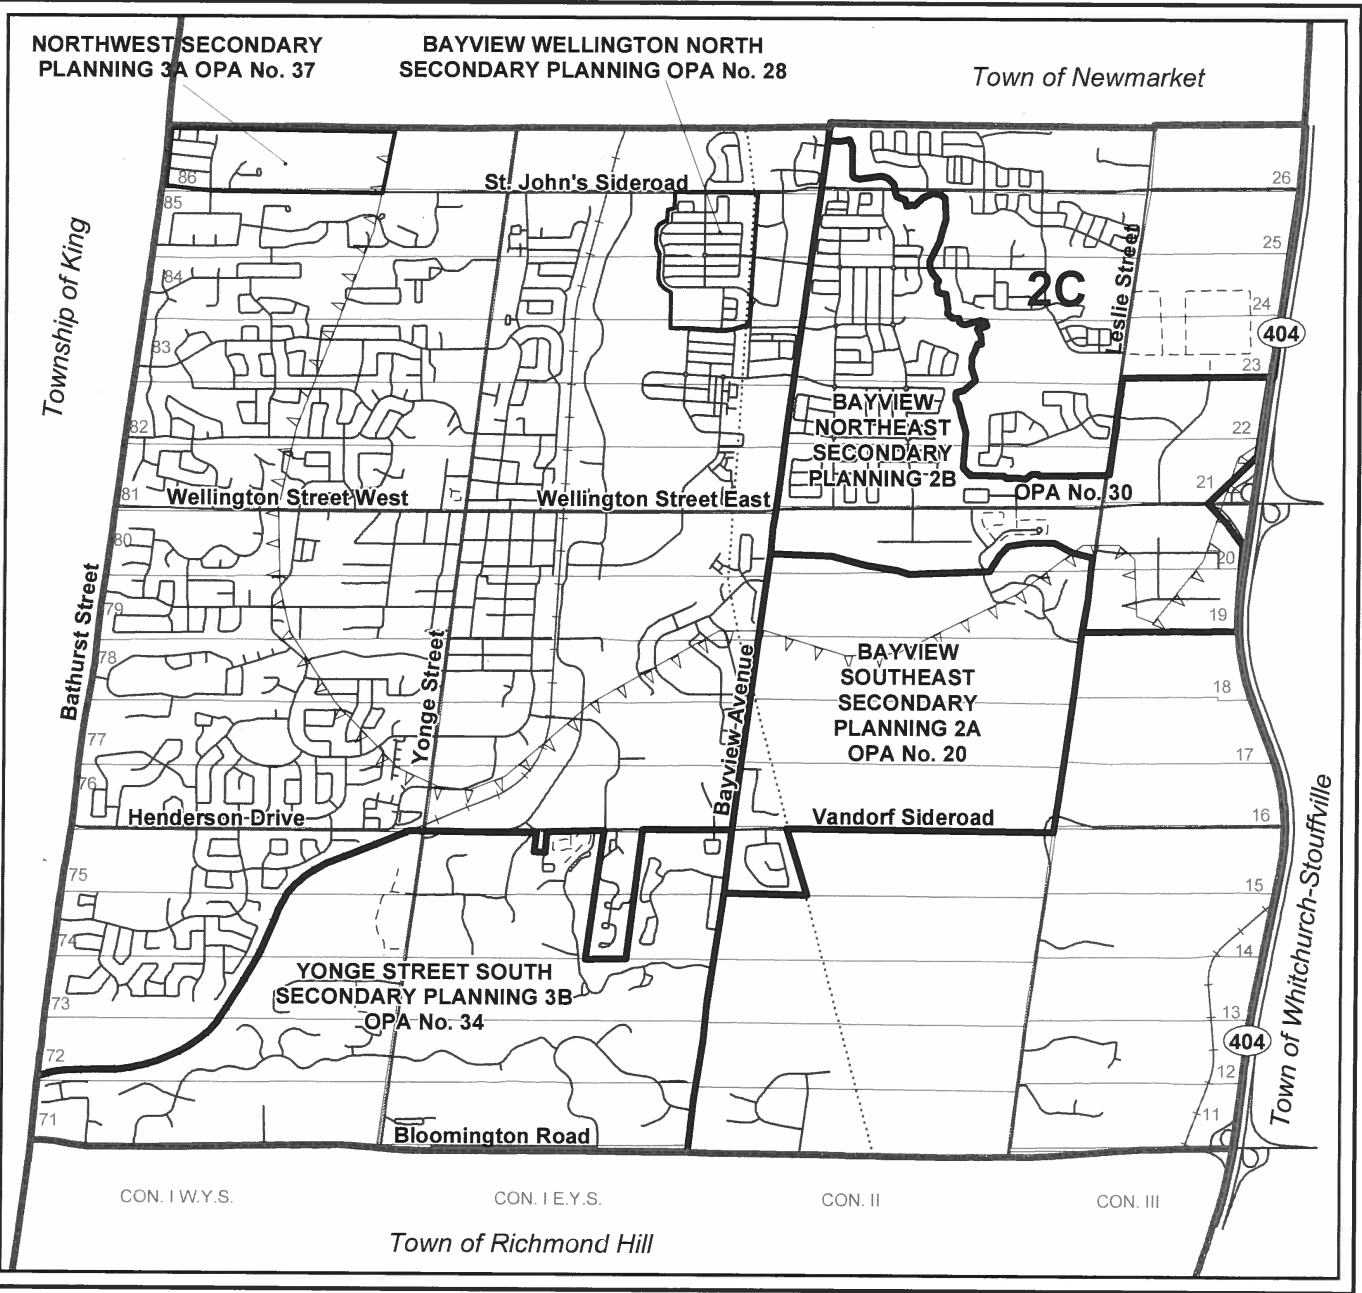 NORTHWEST SECONDARY
PLANNING 3A OPA No. 37
BAYVIEW WELLINGTON NORTH
SECONDARY PLANNING OPA No. 28
Town of Newmarket
St. John's Sideroad
86
26
85
25
84
2C
24
404
83
23
Township of King
Leslie Street
82
BAYVIEW
NORTHEAST
SECONDARY
PLANNING 2B
22
21
81
Wellington Street West
Wellington Street East
OPA No. 30
80
20
79
19
Bathurst Street
Yonge Street
Bayview Avenue
78
BAYVIEW
SOUTHEAST
SECONDARY
PLANNING 2A
OPA No. 20
18
77
17
76
Henderson Drive
Vandorf Sideroad
16
75
15
74
14
YONGE STREET SOUTH
SECONDARY PLANNING 3B
OPA No. 34
73
13
404
Town of Whitchurch-Stouffville
72
12
71
11
Bloomington Road
CON. I W.Y.S.
CON. I E.Y.S.
CON. II
CON. III
Town of Richmond Hill